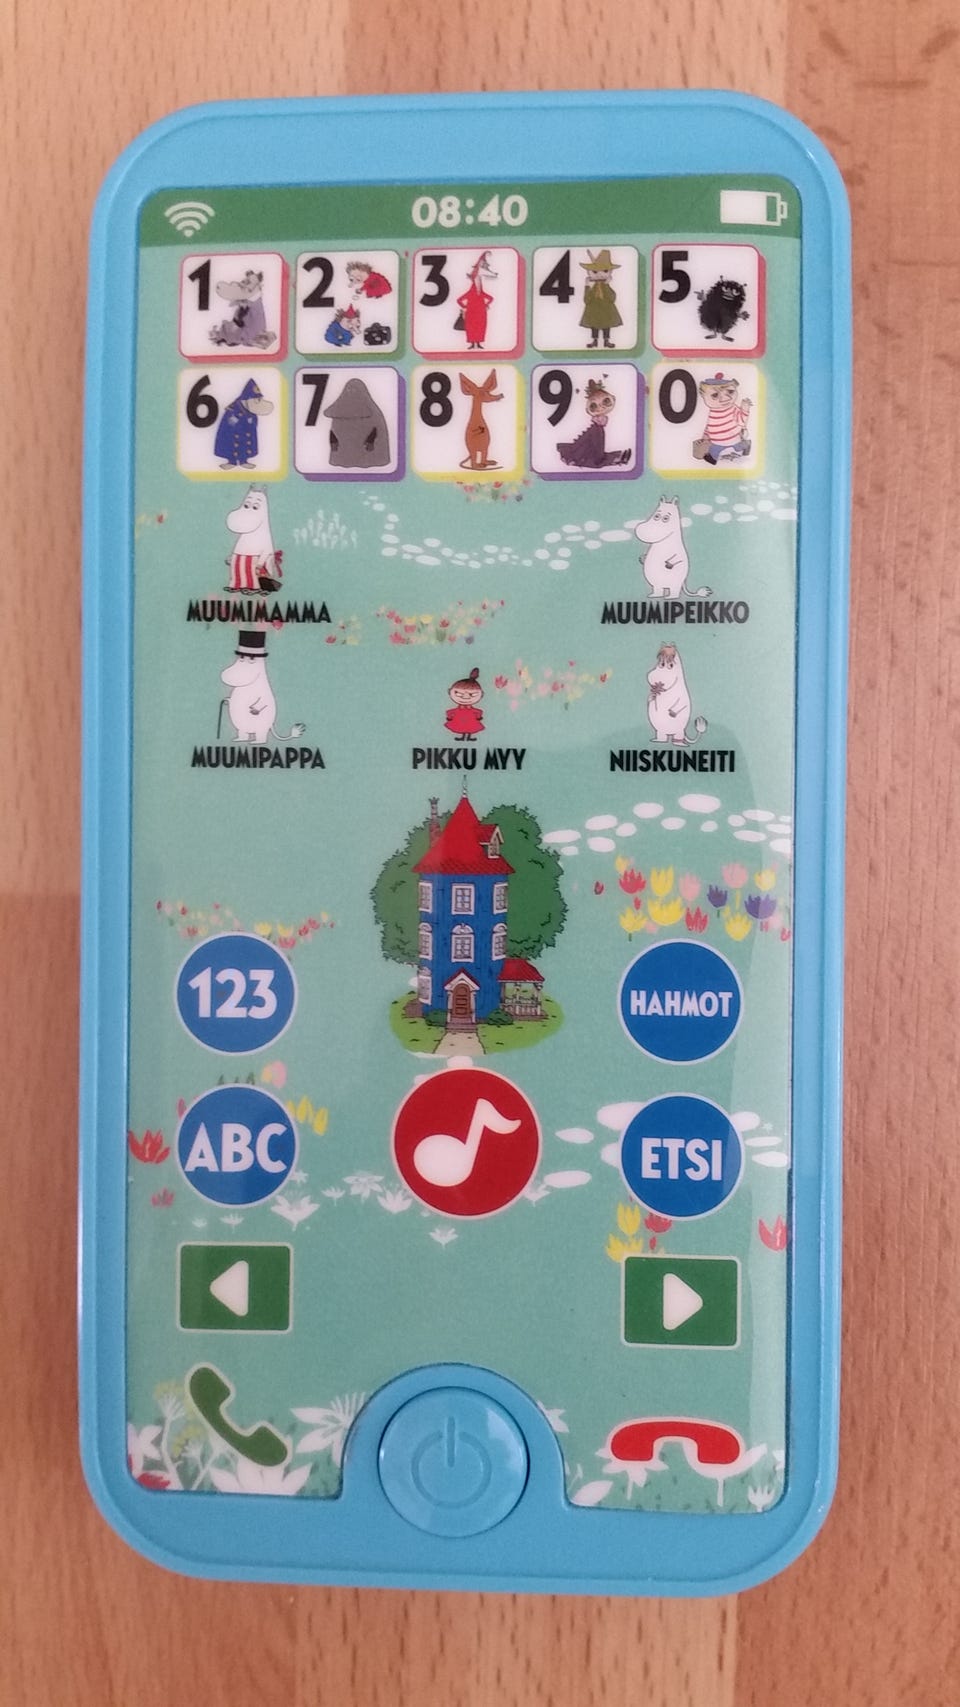 08:40
1 2 3 4 5
6 7 8 9 0
MUUMIMAMMA
MUUMIPEIKKO
MUUMIPAPPA
PIKKU MYY
NIISKUNEITI
123
HAHMOT
ABC
ETSI